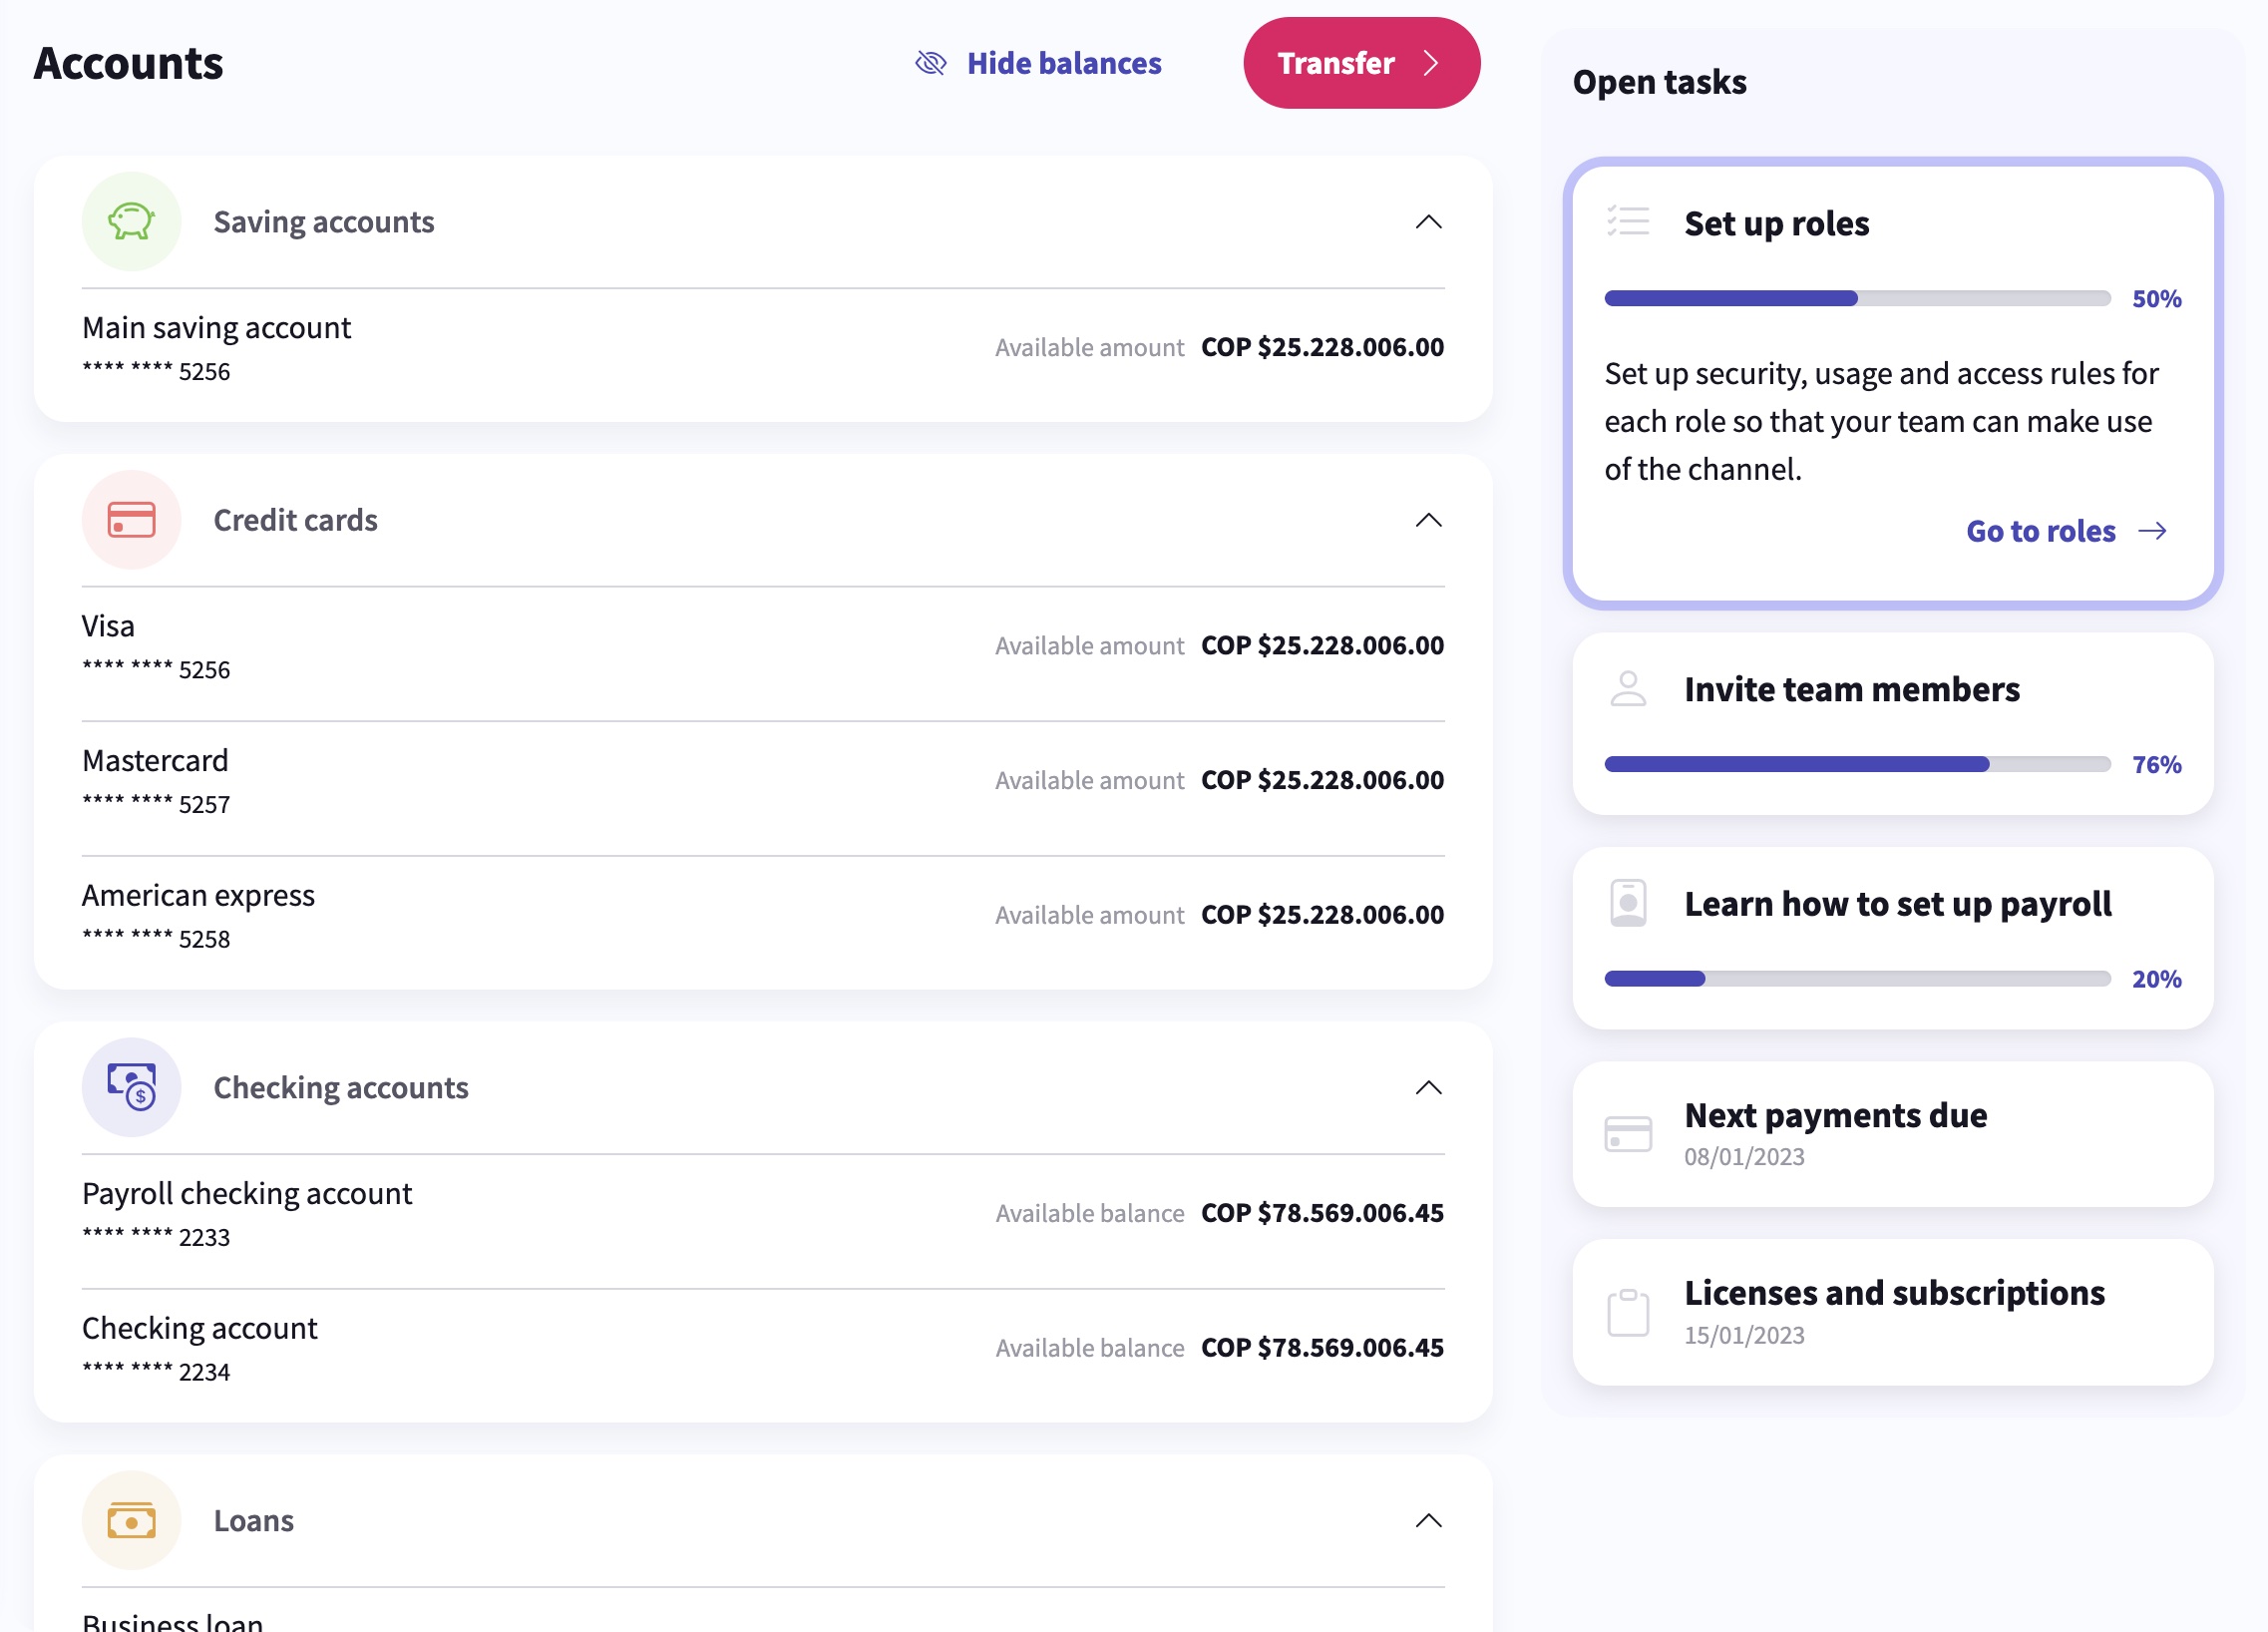 Accounts
Hide balances
Transfer
Saving accounts
Main saving account
**** **** 5256
Available amount COP $25.228.006.00
Credit cards
Visa
**** **** 5256
Available amount COP $25.228.006.00
Mastercard
**** **** 5257
Available amount COP $25.228.006.00
American express
**** **** 5258
Available amount COP $25.228.006.00
Checking accounts
Payroll checking account
**** **** 2233
Available balance COP $78.569.006.45
Checking account
**** **** 2234
Available balance COP $78.569.006.45
Loans
Business loan
Open tasks
Set up roles
50%
Set up security, usage and access rules for
each role so that your team can make use
of the channel.
Go to roles
Invite team members
76%
Learn how to set up payroll
20%
Next payments due
08/01/2023
Licenses and subscriptions
15/01/2023